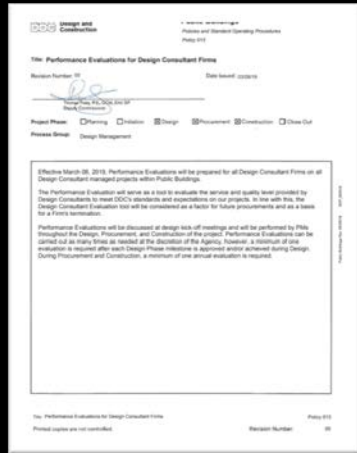 DDC Design and
Construction
Public Buildings
Policies and Standard Operating Procedures
Policy 013
Title: Performance Evaluations for Design Consultant Firms
Revision Number: 00
Date Issued:
Deputy Commissioner
Project Phase: Planning Initiation Design Procurement Construction Close Out
Process Group: Design Management
Effective March 08, 2019, Performance Evaluations will be prepared for all Design Consultant Firms on all
Design Consultant managed projects within Public Buildings.
The Performance Evaluation will serve as a tool to evaluate the service and quality level provided by
Design Consultants to meet DDC's standards and expectations on our projects. In line with this, the
Design Consultant Evaluation tool will be considered as a factor for future procurements and as a basis
for a Firm's termination.
Performance Evaluations will be discussed at design kick-off meetings and will be performed by PMs
throughout the Design, Procurement, and Construction of the project. Performance Evaluations can be
carried out as many times as needed at the discretion of the Agency, however, a minimum of one
evaluation is required after each Design Phase milestone is approved and/or achieved during Design.
During Procurement and Construction, a minimum of one annual evaluation is required.
Title: Performance Evaluations for Design Consultant Firms
Policy 013
Printed copies are not controlled.
Revision Number: 00